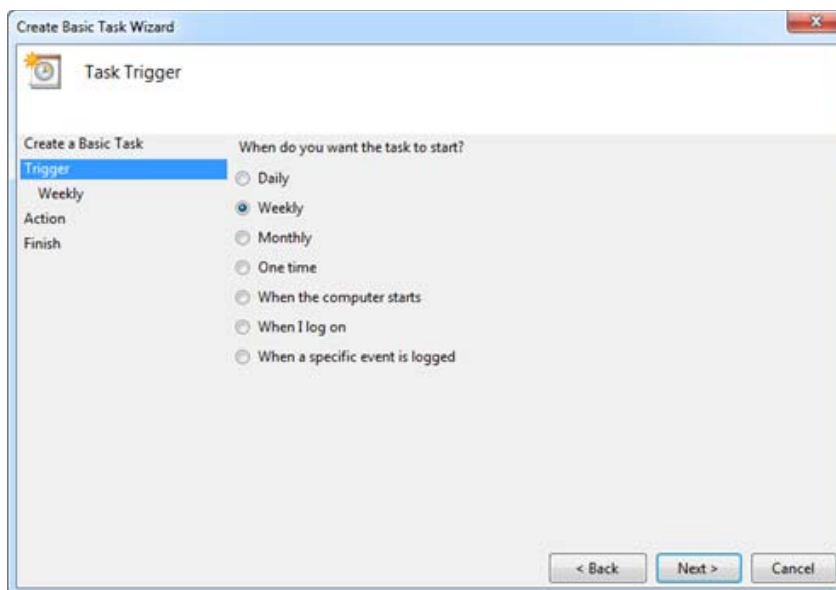 Create Basic Task Wizard
Task Trigger
Create a Basic Task
Trigger
Weekly
Action
Finish
When do you want the task to start?
Daily
Weekly
Monthly
One time
When the computer starts
When I log on
When a specific event is logged
< Back
Next >
Cancel